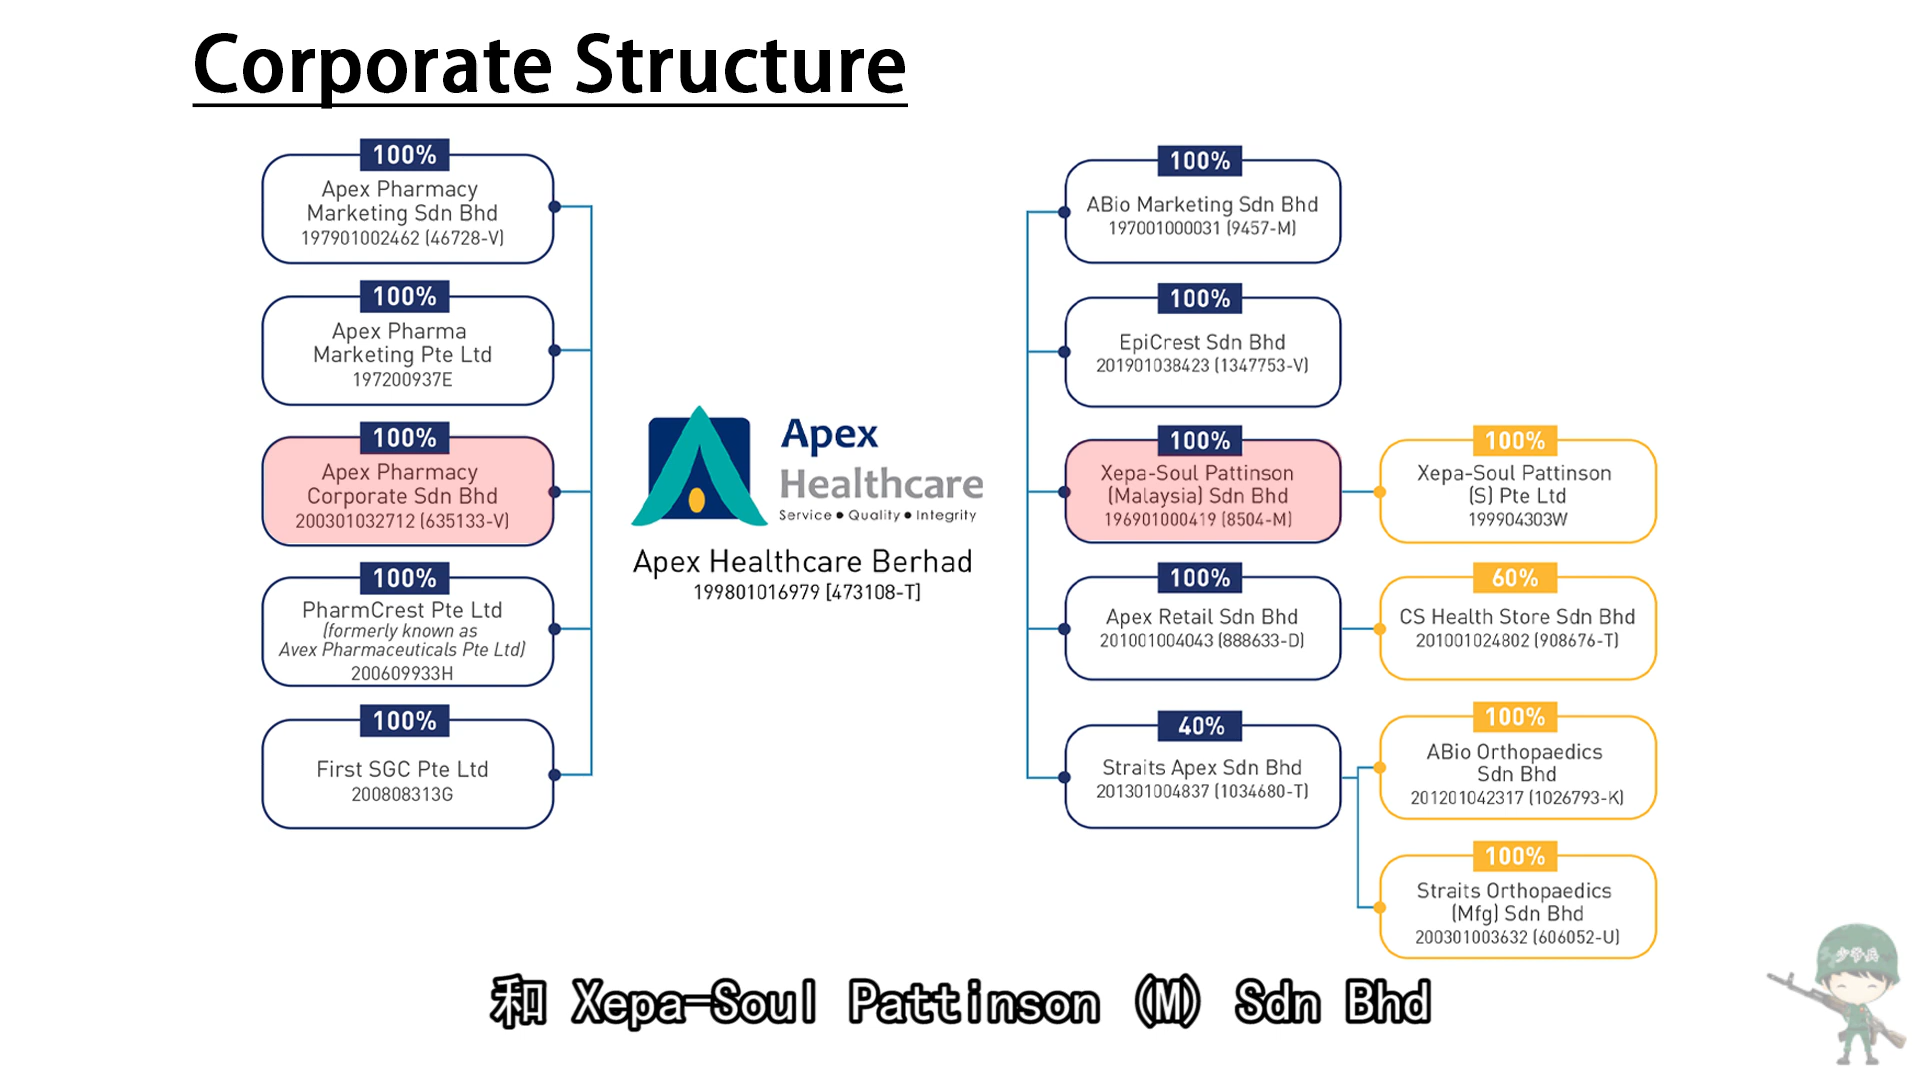 Corporate Structure
100%
Apex Pharmacy
Marketing Sdn Bhd
197901002462 (46728-V)
100%
Apex Pharma
Marketing Pte Ltd
197200937E
100%
Apex Pharmacy
Corporate Sdn Bhd
200301032712 (635133-V)
100%
PharmCrest Pte Ltd
(formerly known as
Avex Pharmaceuticals Pte Ltd)
200609933H
100%
First SGC Pte Ltd
200808313G
Apex
Healthcare
Service ● Quality ● Integrity
Apex Healthcare Berhad
199801016979 [473108-T]
100%
ABio Marketing Sdn Bhd
197001000031 (9457-M)
100%
EpiCrest Sdn Bhd
201901038423 (1347753-V)
100%
Xepa-Soul Pattinson
(Malaysia) Sdn Bhd
196901000419 (8504-M)
100%
Xepa-Soul Pattinson
(S) Pte Ltd
199904303W
100%
Apex Retail Sdn Bhd
201001004043 (888633-D)
60%
CS Health Store Sdn Bhd
201001024802 (908676-T)
40%
Straits Apex Sdn Bhd
201301004837 (1034680-T)
100%
ABio Orthopaedics
Sdn Bhd
201201042317 (1026793-K)
100%
Straits Orthopaedics
(Mfg) Sdn Bhd
200301003632 (606052-U)
和 Xepa-Soul Pattinson (M) Sdn Bhd